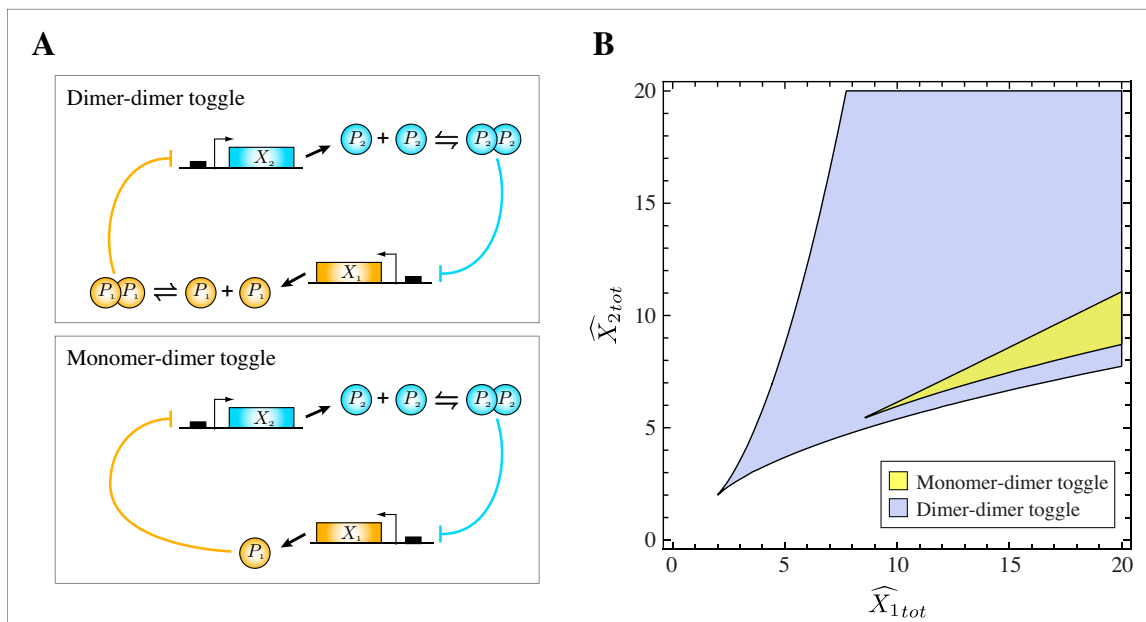 A
Dimer-dimer toggle
X₂
P₂ + P₂ ⇌ P₂P₂
X₁
P₁P₁ ⇌ P₁ + P₁
Monomer-dimer toggle
X₂
P₂ + P₂ ⇌ P₂P₂
X₁
P₁
B
20
15
10
5
0
X̂₂tot
Monomer-dimer toggle
Dimer-dimer toggle
0 5 10 15 20
X̂₁tot